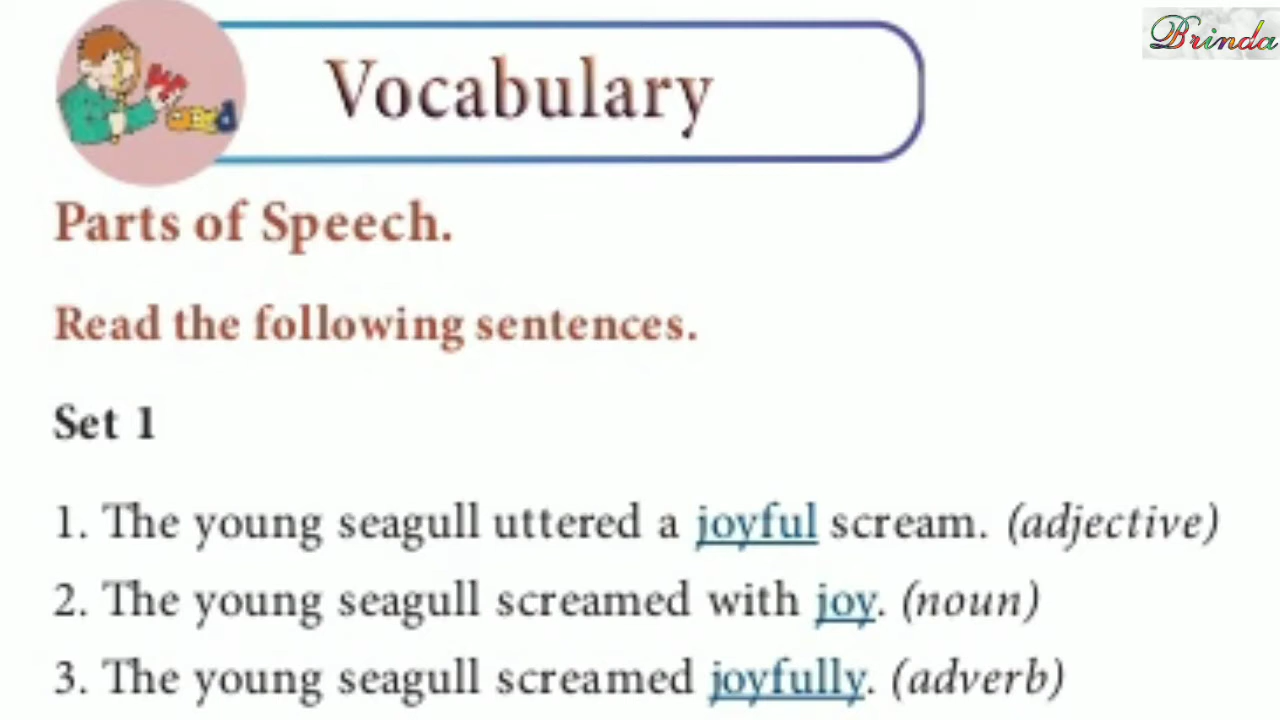 Brinda
Vocabulary
Parts of Speech.
Read the following sentences.
Set 1
1. The young seagull uttered a joyful scream. (adjective)
2. The young seagull screamed with joy. (noun)
3. The young seagull screamed joyfully. (adverb)